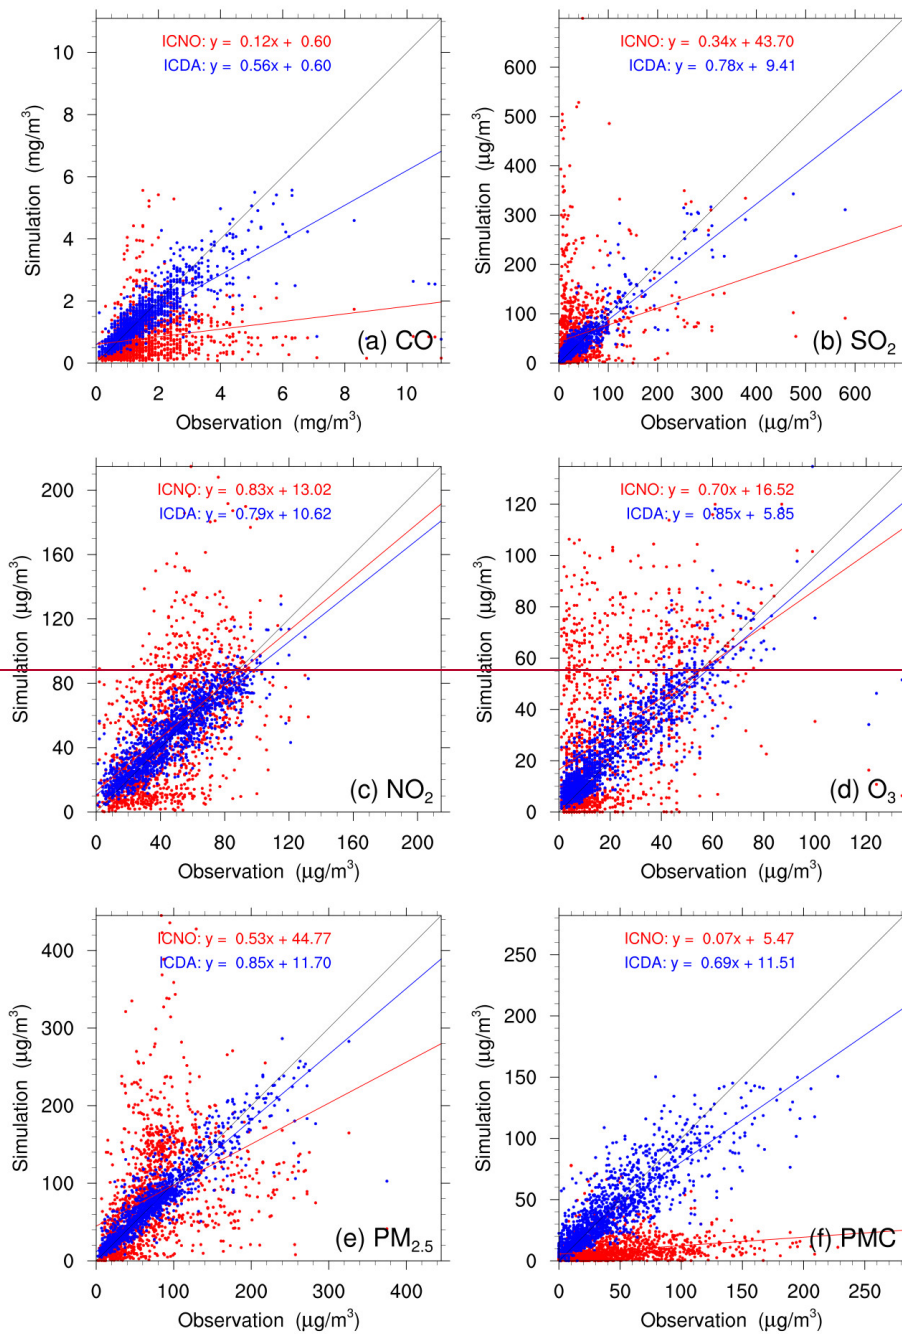 ICNO: y = 0.12x + 0.60
ICDA: y = 0.56x + 0.60
Simulation (mg/m³)
0 2 4 6 8 10
0 2 4 6 8 10
(a) CO
Observation (mg/m³)
ICNO: y = 0.34x + 43.70
ICDA: y = 0.78x + 9.41
Simulation (μg/m³)
0 100 200 300 400 500 600
0 100 200 300 400 500 600
(b) SO₂
Observation (μg/m³)
ICNO: y = 0.83x + 13.02
ICDA: y = 0.79x + 10.62
Simulation (μg/m³)
0 40 80 120 160 200
0 40 80 120 160 200
(c) NO₂
Observation (μg/m³)
ICNO: y = 0.70x + 16.52
ICDA: y = 0.85x + 5.85
Simulation (μg/m³)
0 20 40 60 80 100 120
0 20 40 60 80 100 120
(d) O₃
Observation (μg/m³)
ICNO: y = 0.53x + 44.77
ICDA: y = 0.85x + 11.70
Simulation (μg/m³)
0 100 200 300 400
0 100 200 300 400
(e) PM₂.₅
Observation (μg/m³)
ICNO: y = 0.07x + 5.47
ICDA: y = 0.69x + 11.51
Simulation (μg/m³)
0 50 100 150 200 250
0 50 100 150 200 250
(f) PMC
Observation (μg/m³)